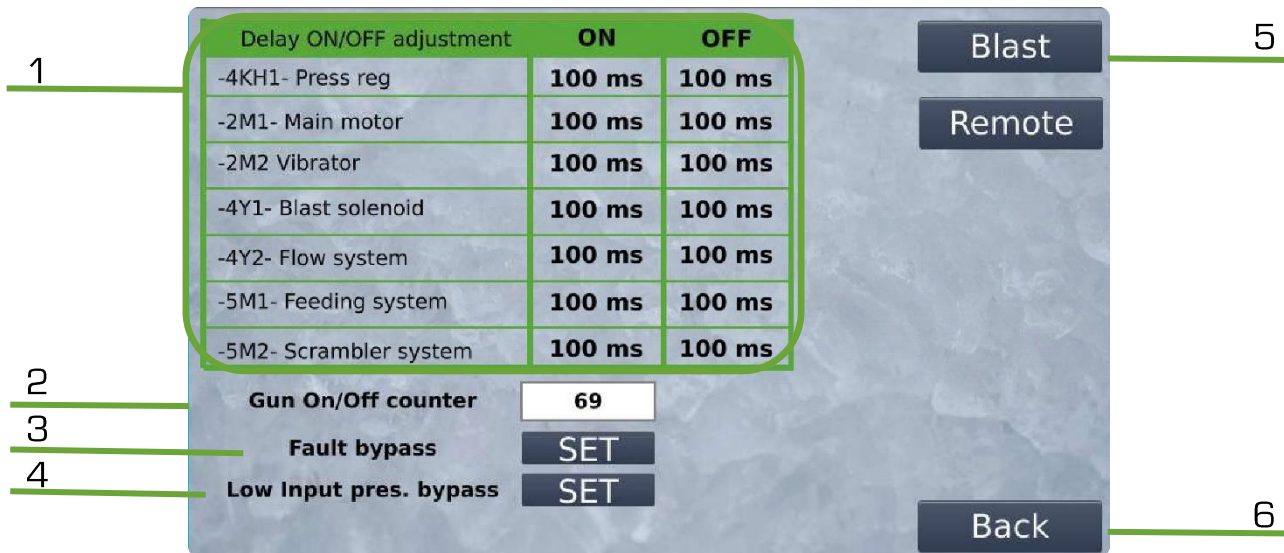 Delay ON/OFF adjustment ON OFF
-4KH1- Press reg 100 ms 100 ms
-2M1- Main motor 100 ms 100 ms
-2M2 Vibrator 100 ms 100 ms
-4Y1- Blast solenoid 100 ms 100 ms
-4Y2- Flow system 100 ms 100 ms
-5M1- Feeding system 100 ms 100 ms
-5M2- Scrambler system 100 ms 100 ms
Gun On/Off counter 69
Fault bypass SET
Low Input pres. bypass SET
Blast
Remote
Back
1
2
3
4
5
6